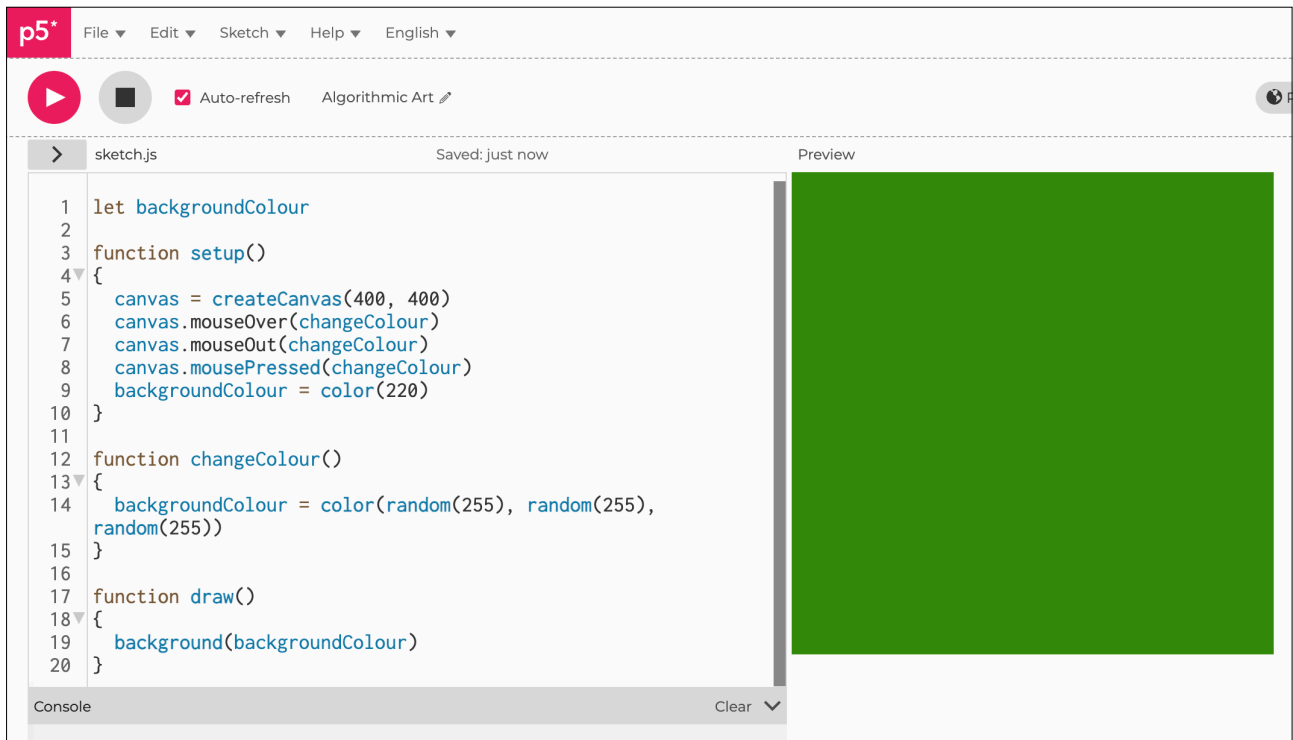 p5* File Edit Sketch Help English
Auto-refresh Algorithmic Art
sketch.js Saved: just now Preview
1 let backgroundColour
2
3 function setup()
4 {
5 canvas = createCanvas(400, 400)
6 canvas.mouseOver(changeColour)
7 canvas.mouseOut(changeColour)
8 canvas.mousePressed(changeColour)
9 backgroundColour = color(220)
10 }
11
12 function changeColour()
13 {
14 backgroundColour = color(random(255), random(255),
random(255))
15 }
16
17 function draw()
18 {
19 background(backgroundColour)
20 }
Console Clear